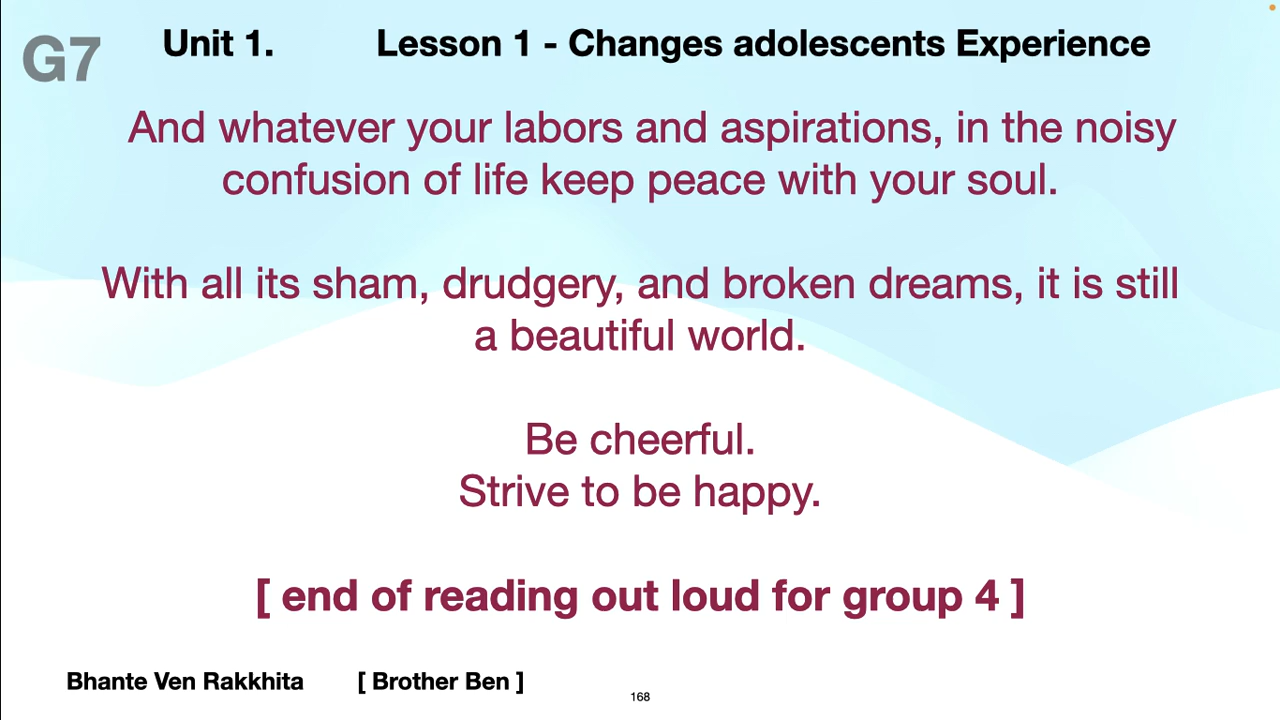 G7
Unit 1. Lesson 1 - Changes adolescents Experience
And whatever your labors and aspirations, in the noisy
confusion of life keep peace with your soul.
With all its sham, drudgery, and broken dreams, it is still
a beautiful world.
Be cheerful.
Strive to be happy.
[ end of reading out loud for group 4 ]
Bhante Ven Rakkhita [ Brother Ben ]
168